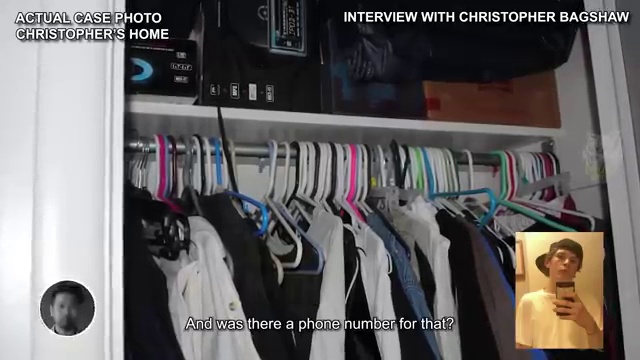 ACTUAL CASE PHOTO
CHRISTOPHER'S HOME
INTERVIEW WITH CHRISTOPHER BAGSHAW
And was there a phone number for that?